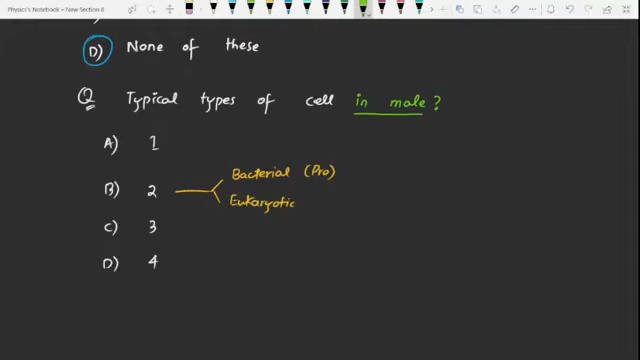 Physics's Notebook » New Section 8
D) None of these
Q Typical types of cell in male ?
A) 1
B) 2
Bacterial (Pro)
Eukaryotic
C) 3
D) 4